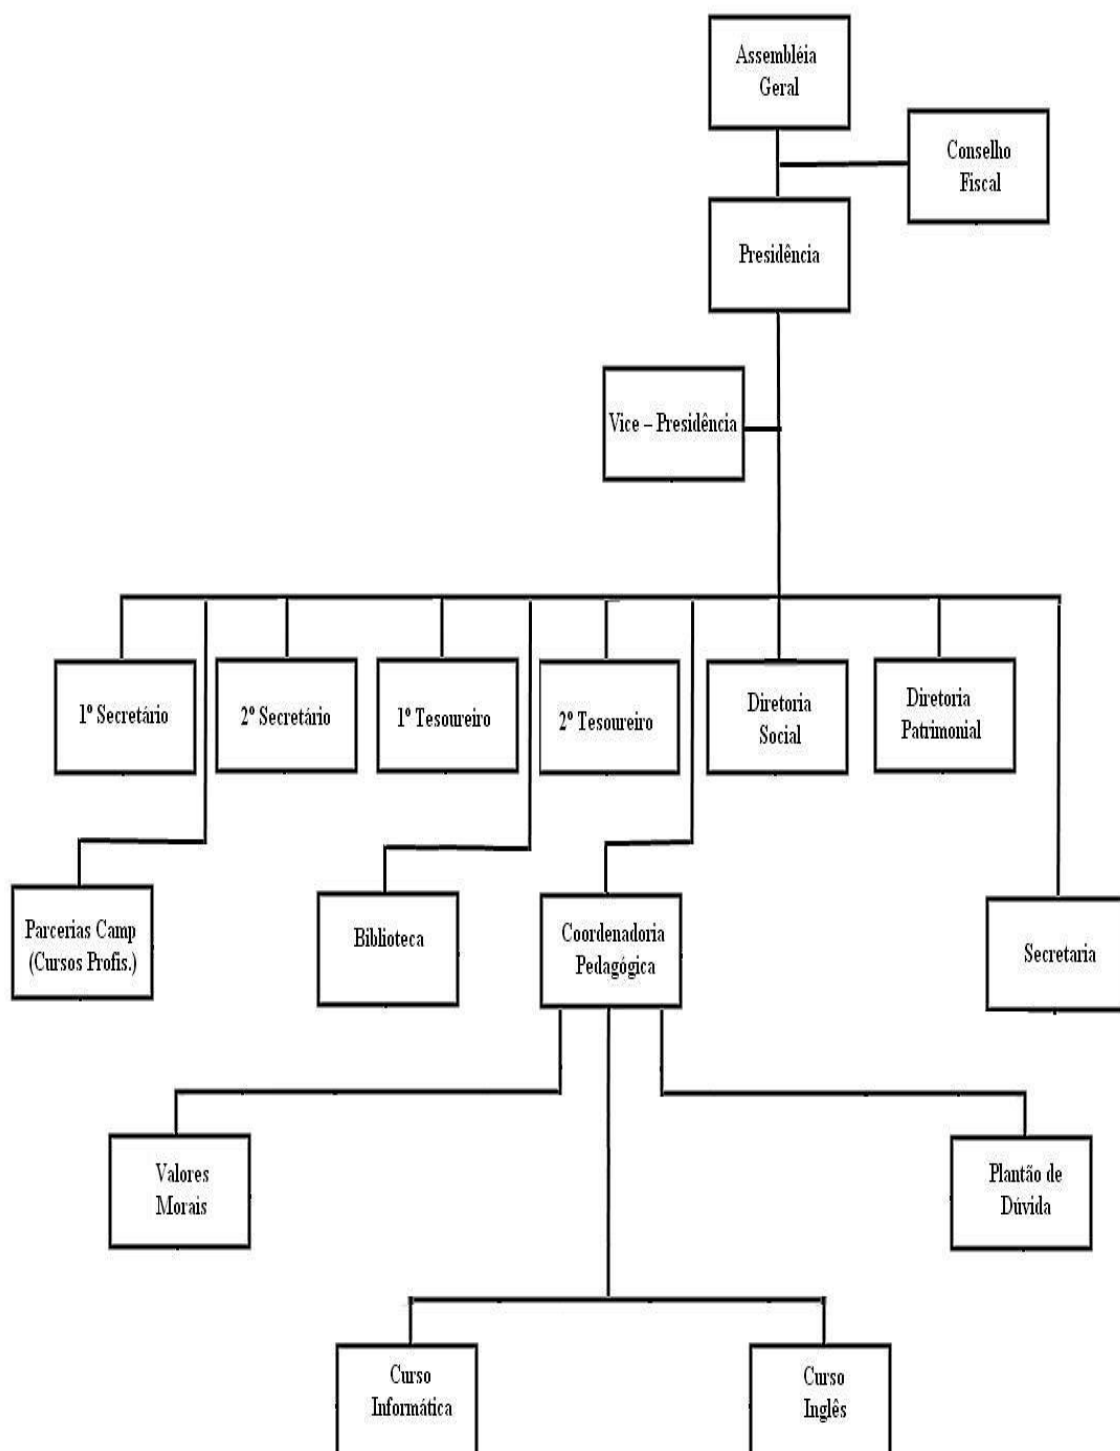 Assembléia
Geral
Conselho
Fiscal
Presidência
Vice – Presidência
1º Secretário
2º Secretário
1º Tesoureiro
2º Tesoureiro
Diretoria
Social
Diretoria
Patrimonial
Parcerias Camp
(Cursos Profis.)
Biblioteca
Coordenadoria
Pedagógica
Secretaria
Valores
Morais
Plantão de
Dúvida
Curso
Informática
Curso
Inglês